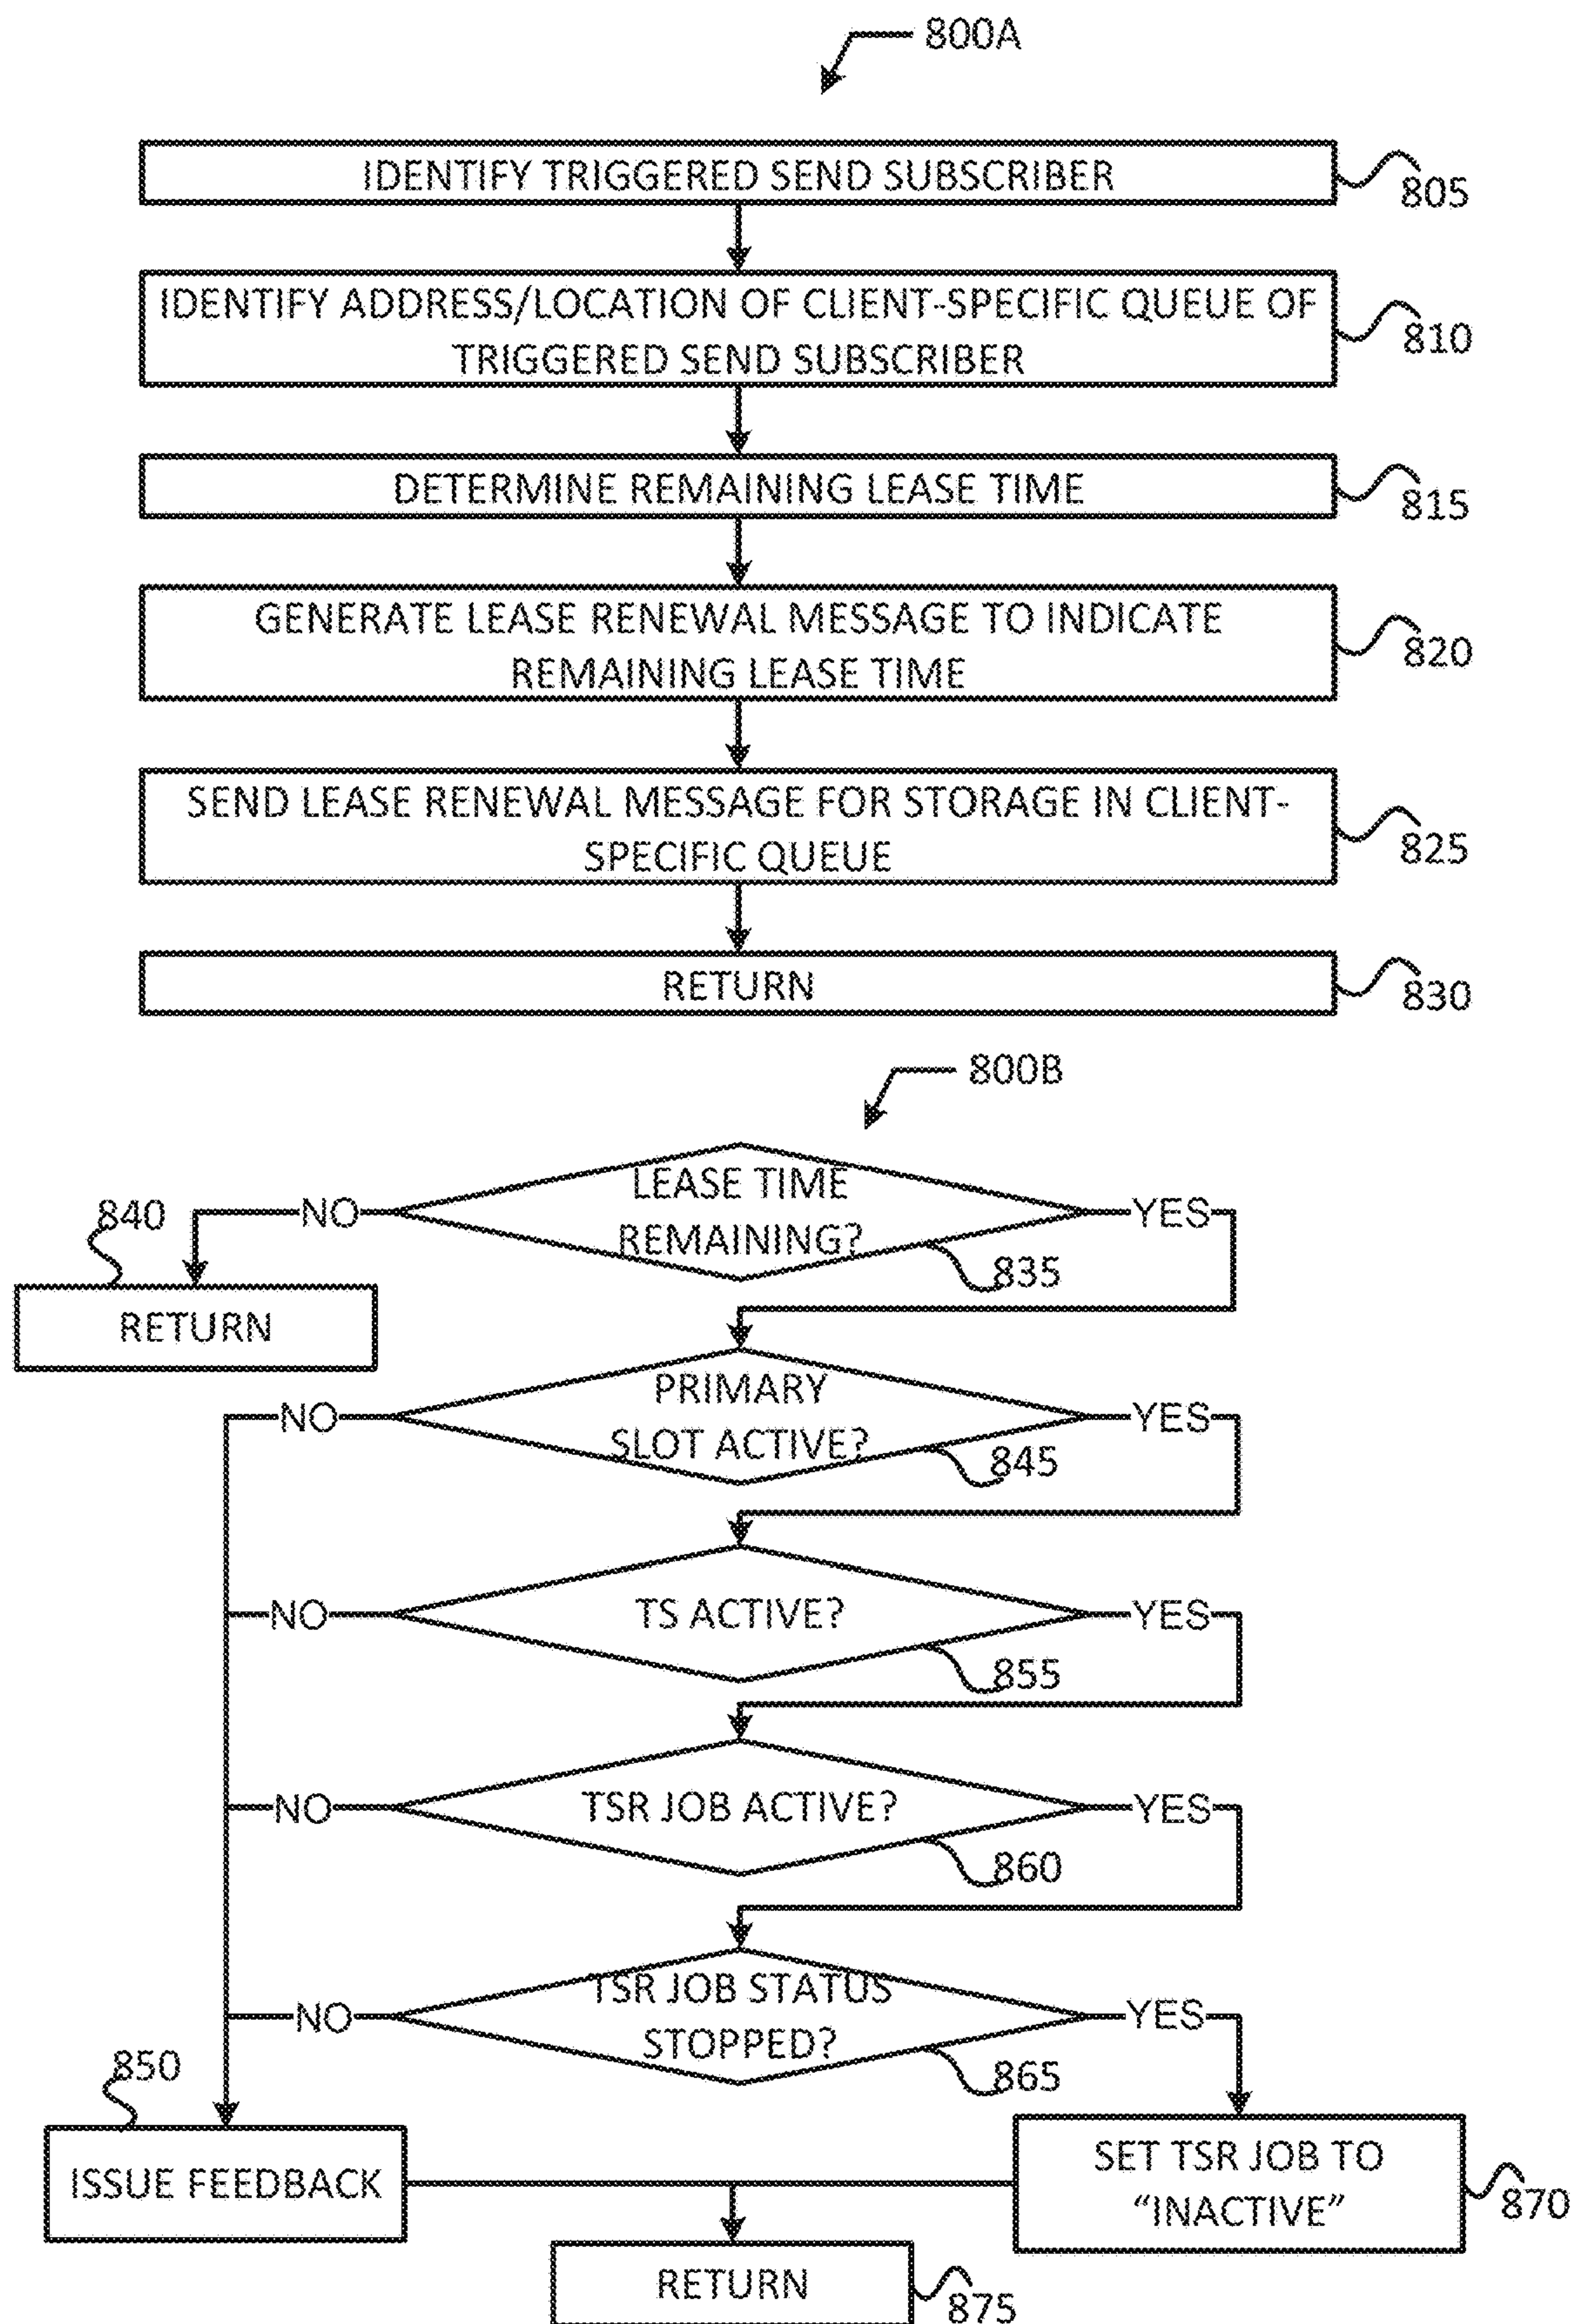 800A
IDENTIFY TRIGGERED SEND SUBSCRIBER
805
IDENTIFY ADDRESS/LOCATION OF CLIENT-SPECIFIC QUEUE OF
TRIGGERED SEND SUBSCRIBER
810
DETERMINE REMAINING LEASE TIME
815
GENERATE LEASE RENEWAL MESSAGE TO INDICATE
REMAINING LEASE TIME
820
SEND LEASE RENEWAL MESSAGE FOR STORAGE IN CLIENT-
SPECIFIC QUEUE
825
RETURN
830
800B
LEASE TIME
REMAINING?
840
NO
YES
835
RETURN
PRIMARY
SLOT ACTIVE?
NO
YES
845
TS ACTIVE?
NO
YES
855
TSR JOB ACTIVE?
NO
YES
860
TSR JOB STATUS
STOPPED?
NO
YES
865
850
ISSUE FEEDBACK
SET TSR JOB TO
“INACTIVE”
870
RETURN
875